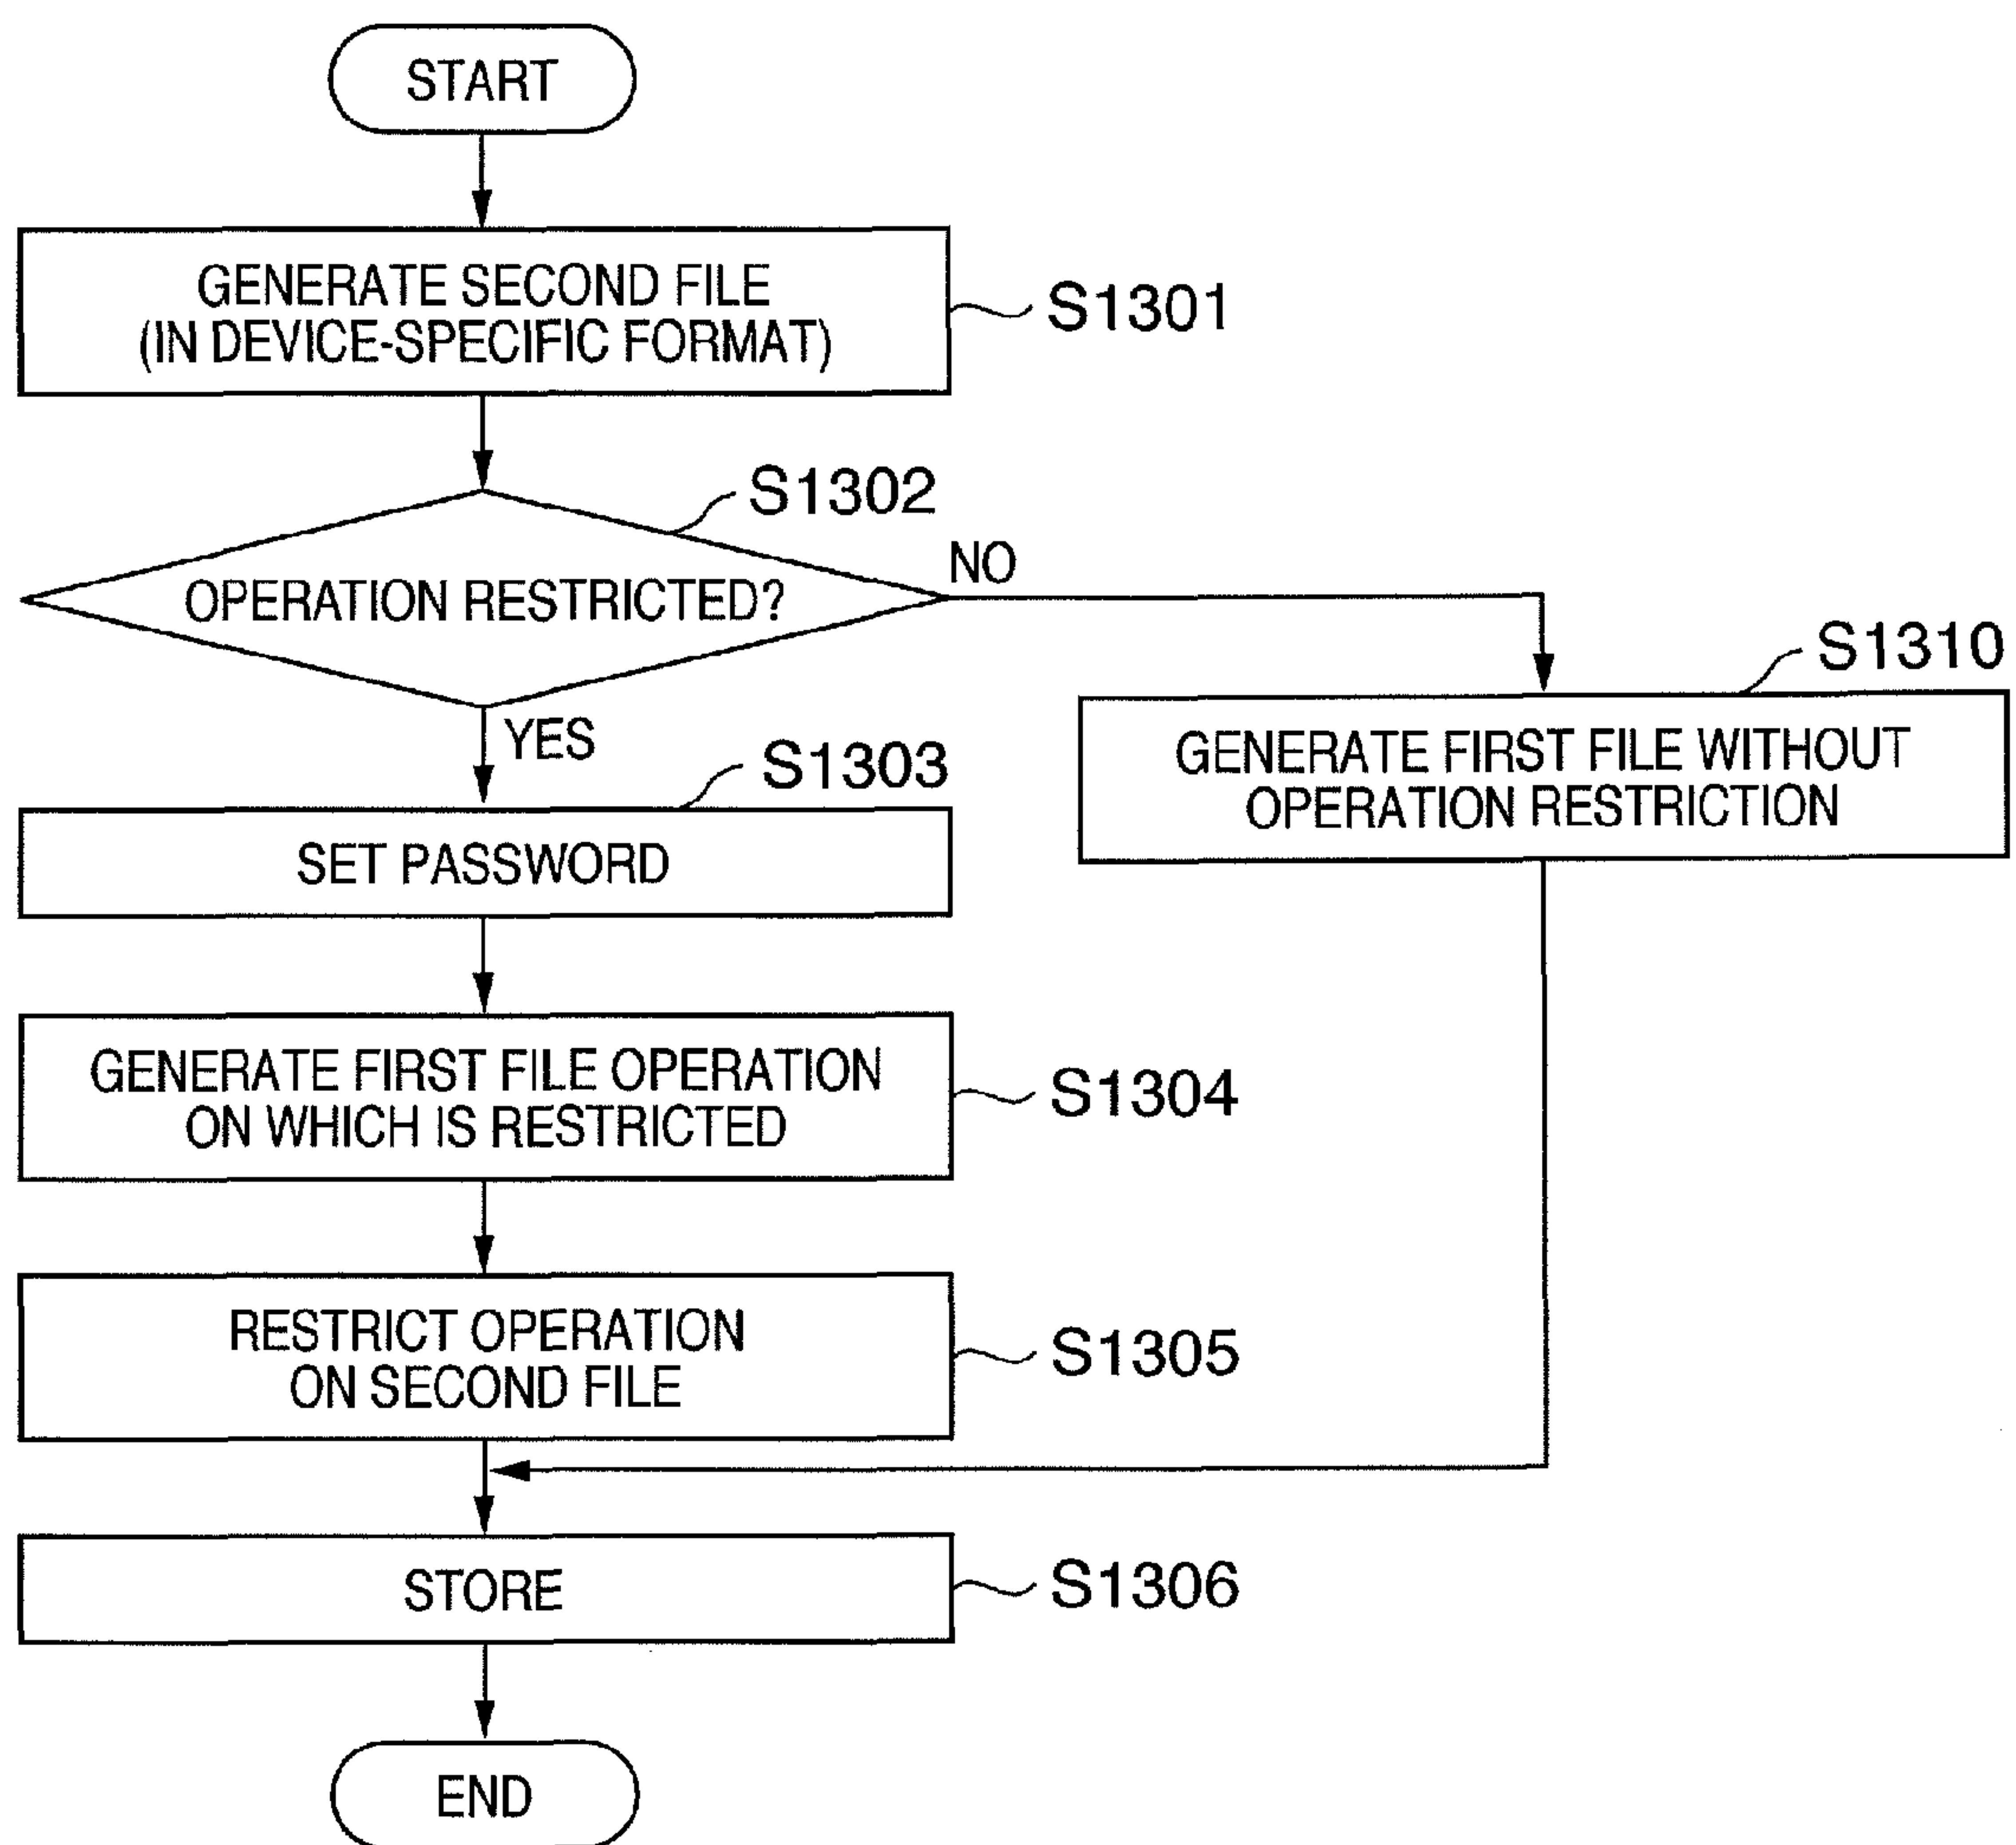 START
GENERATE SECOND FILE
(IN DEVICE-SPECIFIC FORMAT)
S1301
S1302
OPERATION RESTRICTED?
NO
YES
S1310
GENERATE FIRST FILE WITHOUT
OPERATION RESTRICTION
S1303
SET PASSWORD
GENERATE FIRST FILE OPERATION
ON WHICH IS RESTRICTED
S1304
RESTRICT OPERATION
ON SECOND FILE
S1305
STORE
S1306
END